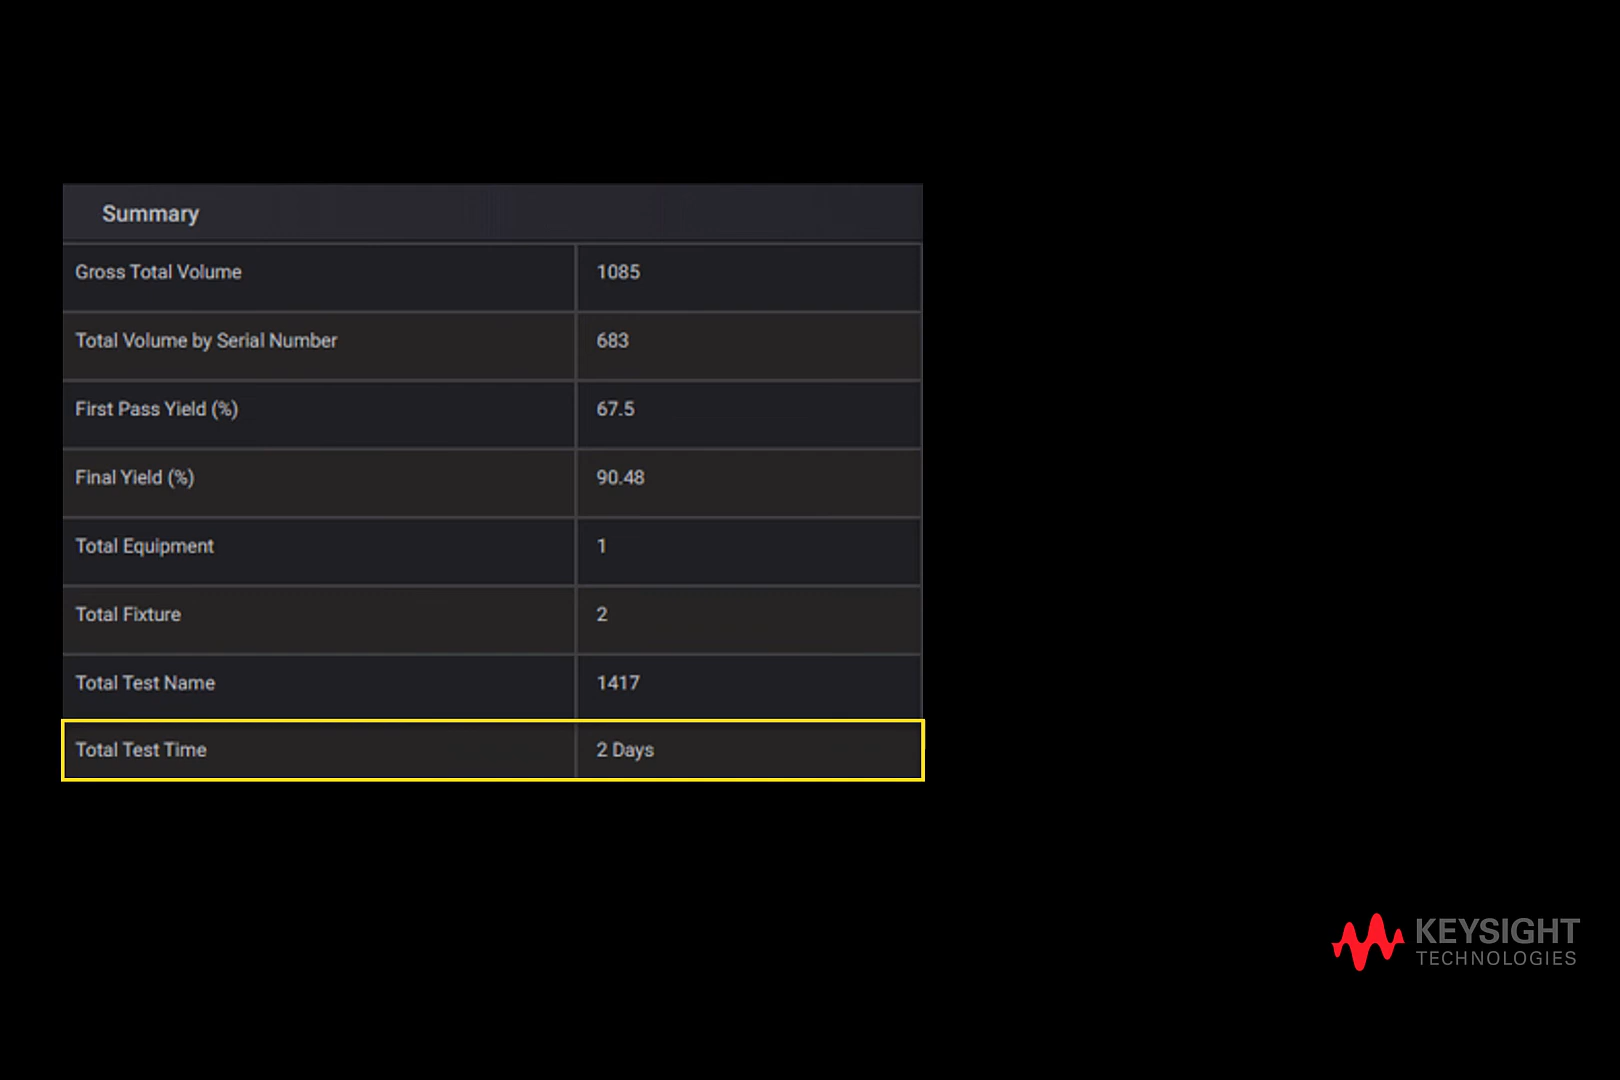 Summary
Gross Total Volume 1085
Total Volume by Serial Number 683
First Pass Yield (%) 67.5
Final Yield (%) 90.48
Total Equipment 1
Total Fixture 2
Total Test Name 1417
Total Test Time 2 Days
KEYSIGHT
TECHNOLOGIES